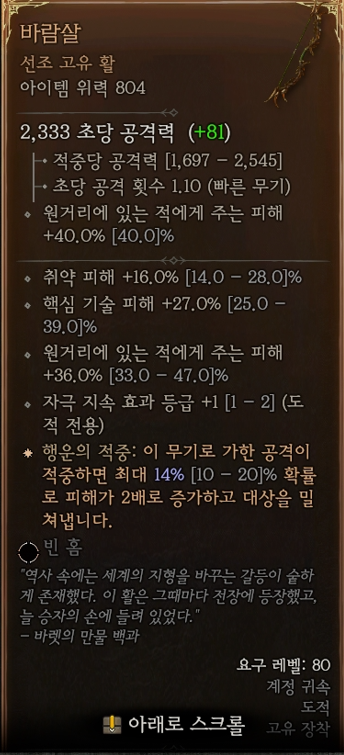 바람살
선조 고유 활
아이템 위력 804
2,333 초당 공격력 (+81)
적중당 공격력 [1,697 – 2,545]
초당 공격 횟수 1.10 (빠른 무기)
원거리에 있는 적에게 주는 피해
+40.0% [40.0]%
취약 피해 +16.0% [14.0 – 28.0]%
핵심 기술 피해 +27.0% [25.0 –
39.0]%
원거리에 있는 적에게 주는 피해
+36.0% [33.0 – 47.0]%
자극 지속 효과 등급 +1 [1 – 2] (도
적 전용)
행운의 적중: 이 무기로 가한 공격이
적중하면 최대 14% [10 – 20]% 확률
로 피해가 2배로 증가하고 대상을 밀
쳐냅니다.
빈 홈
"역사 속에는 세계의 지형을 바꾸는 갈등이 숱하
게 존재했다. 이 활은 그때마다 전장에 등장했고,
늘 승자의 손에 들려 있었다."
– 바렛의 만물 백과
요구 레벨: 80
계정 귀속
도적
고유 장착
아래로 스크롤